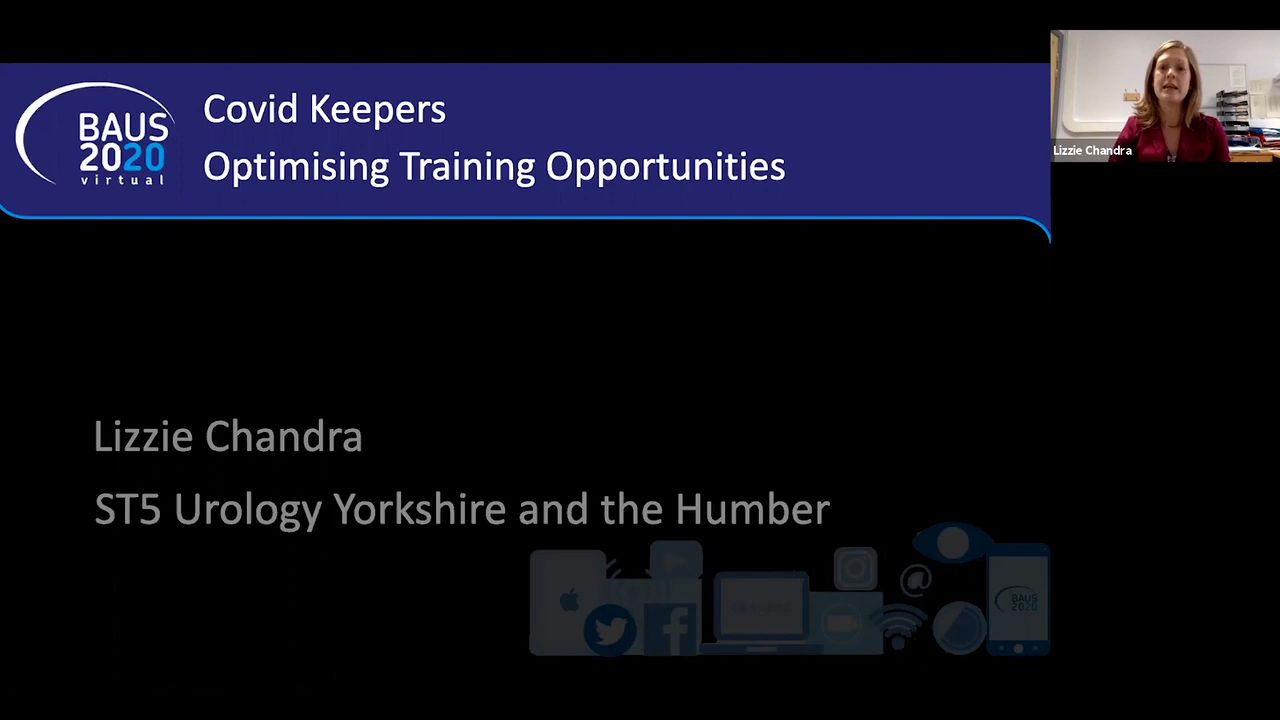 BAUS
2020
virtual
Covid Keepers
Optimising Training Opportunities
Lizzie Chandra
Lizzie Chandra
ST5 Urology Yorkshire and the Humber
@
BAUS
2020